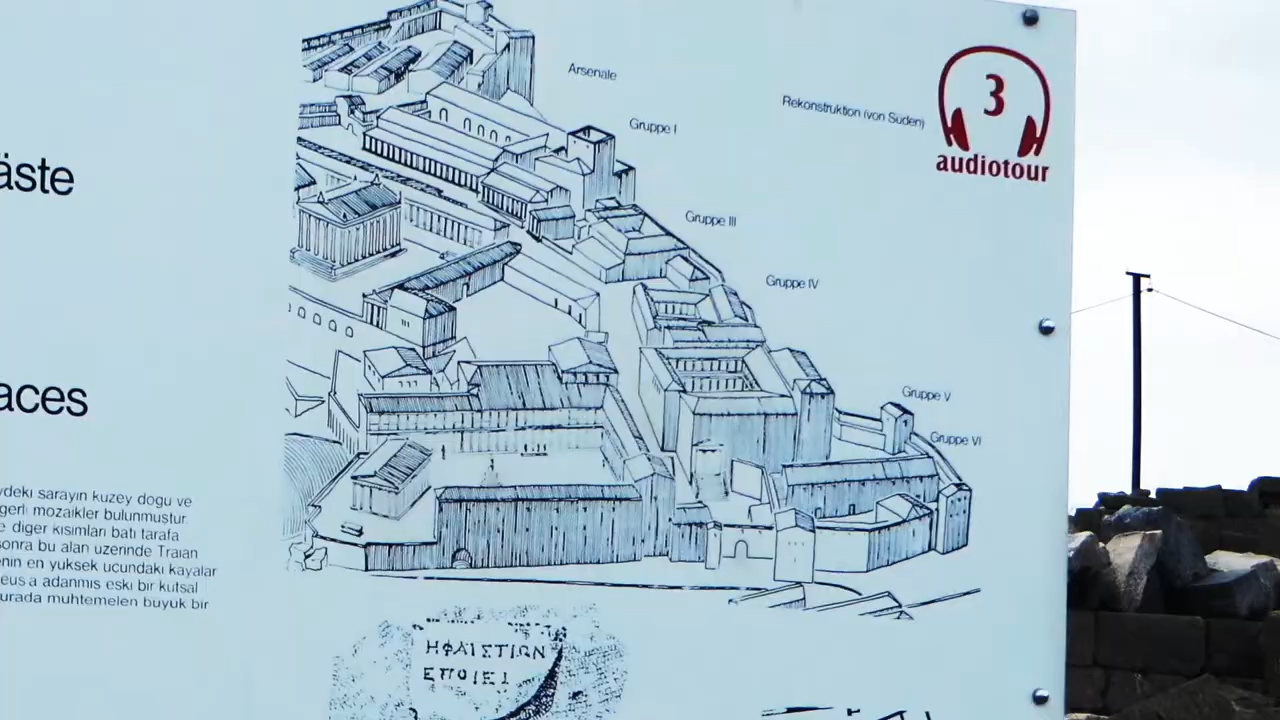 äste
aces
ydeki sarayın kuzey dogu ve
gerli mozaikler bulunmustur.
e diger kısımları batı tarafa
sonra bu alan uzerinde Traian
enin en yuksek ucundaki kayalar
eus a adanmıs eski bir kutsal
urada muhtemelen buyuk bir
Arsenale
Gruppe I
Gruppe III
Gruppe IV
Gruppe V
Gruppe VI
Rekonstruktion (von Süden)
3
audiotour
ΗΦΑΙΣΤΙΩΝ
ΕΠΟΙΕΙ